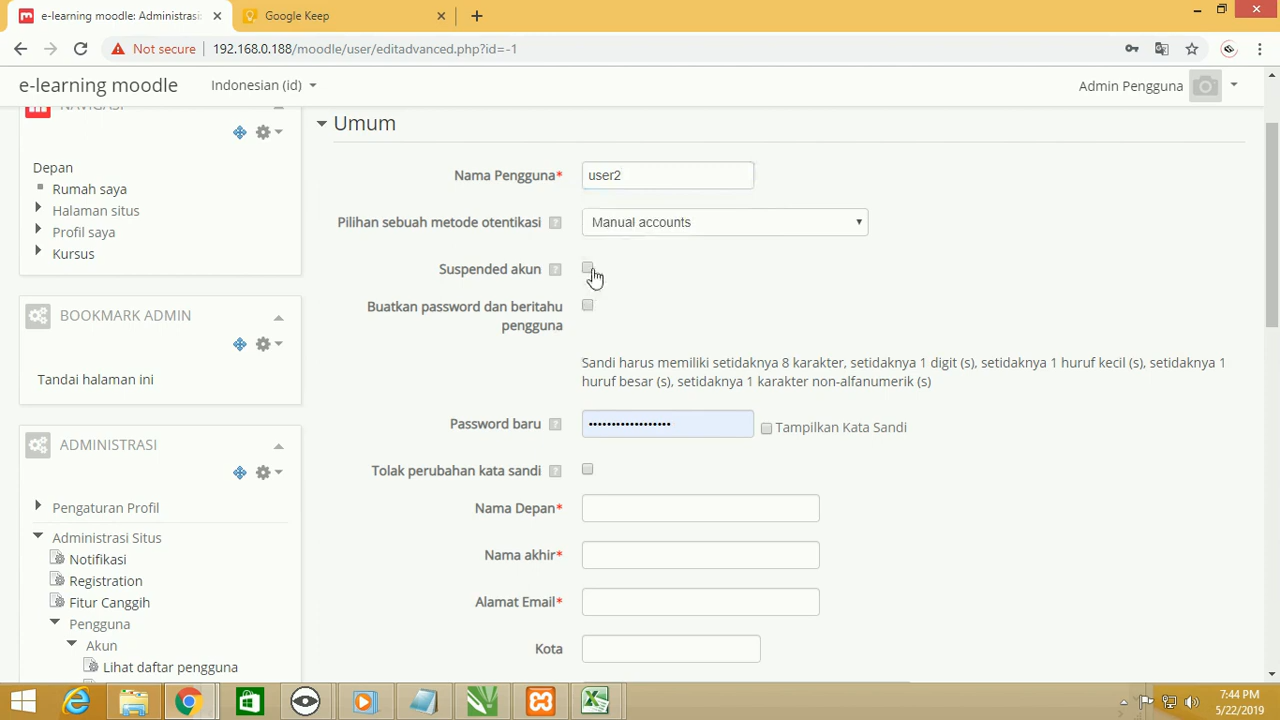 e-learning moodle: Administrasi:
Google Keep
Not secure
192.168.0.188/moodle/user/editadvanced.php?id=-1
e-learning moodle
Indonesian (id)
Admin Pengguna
NAVIGASI
Depan
Rumah saya
Halaman situs
Profil saya
Kursus
BOOKMARK ADMIN
Tandai halaman ini
ADMINISTRASI
Pengaturan Profil
Administrasi Situs
Notifikasi
Registration
Fitur Canggih
Pengguna
Akun
Lihat daftar pengguna
Umum
Nama Pengguna*
user2
Pilihan sebuah metode otentikasi
Manual accounts
Suspended akun
Buatkan password dan beritahu
pengguna
Sandi harus memiliki setidaknya 8 karakter, setidaknya 1 digit (s), setidaknya 1 huruf kecil (s), setidaknya 1
huruf besar (s), setidaknya 1 karakter non-alfanumerik (s)
Password baru
Tampilkan Kata Sandi
Tolak perubahan kata sandi
Nama Depan*
Nama akhir*
Alamat Email*
Kota
7:44 PM
5/22/2019